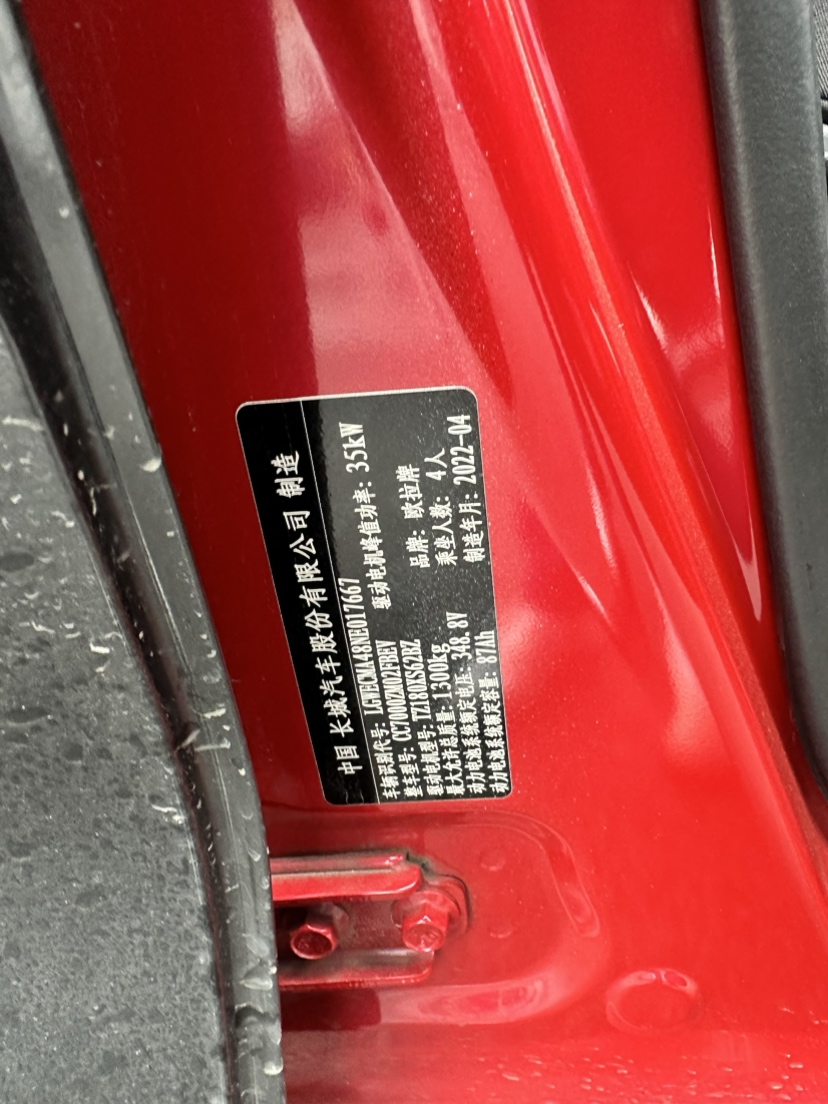 中国 长城汽车股份有限公司 制造
车辆识别代号: LGWECMA48NE017667
整车型号: CC7000ZM02FBEV 驱动电机峰值功率: 35kW
驱动电机型号: TZ180XS62BZ
最大允许总质量: 1300kg 品牌: 欧拉牌
动力电池系统额定电压: 348.8V 乘坐人数: 4人
动力电池系统额定容量: 87Ah 制造年月: 2022-04